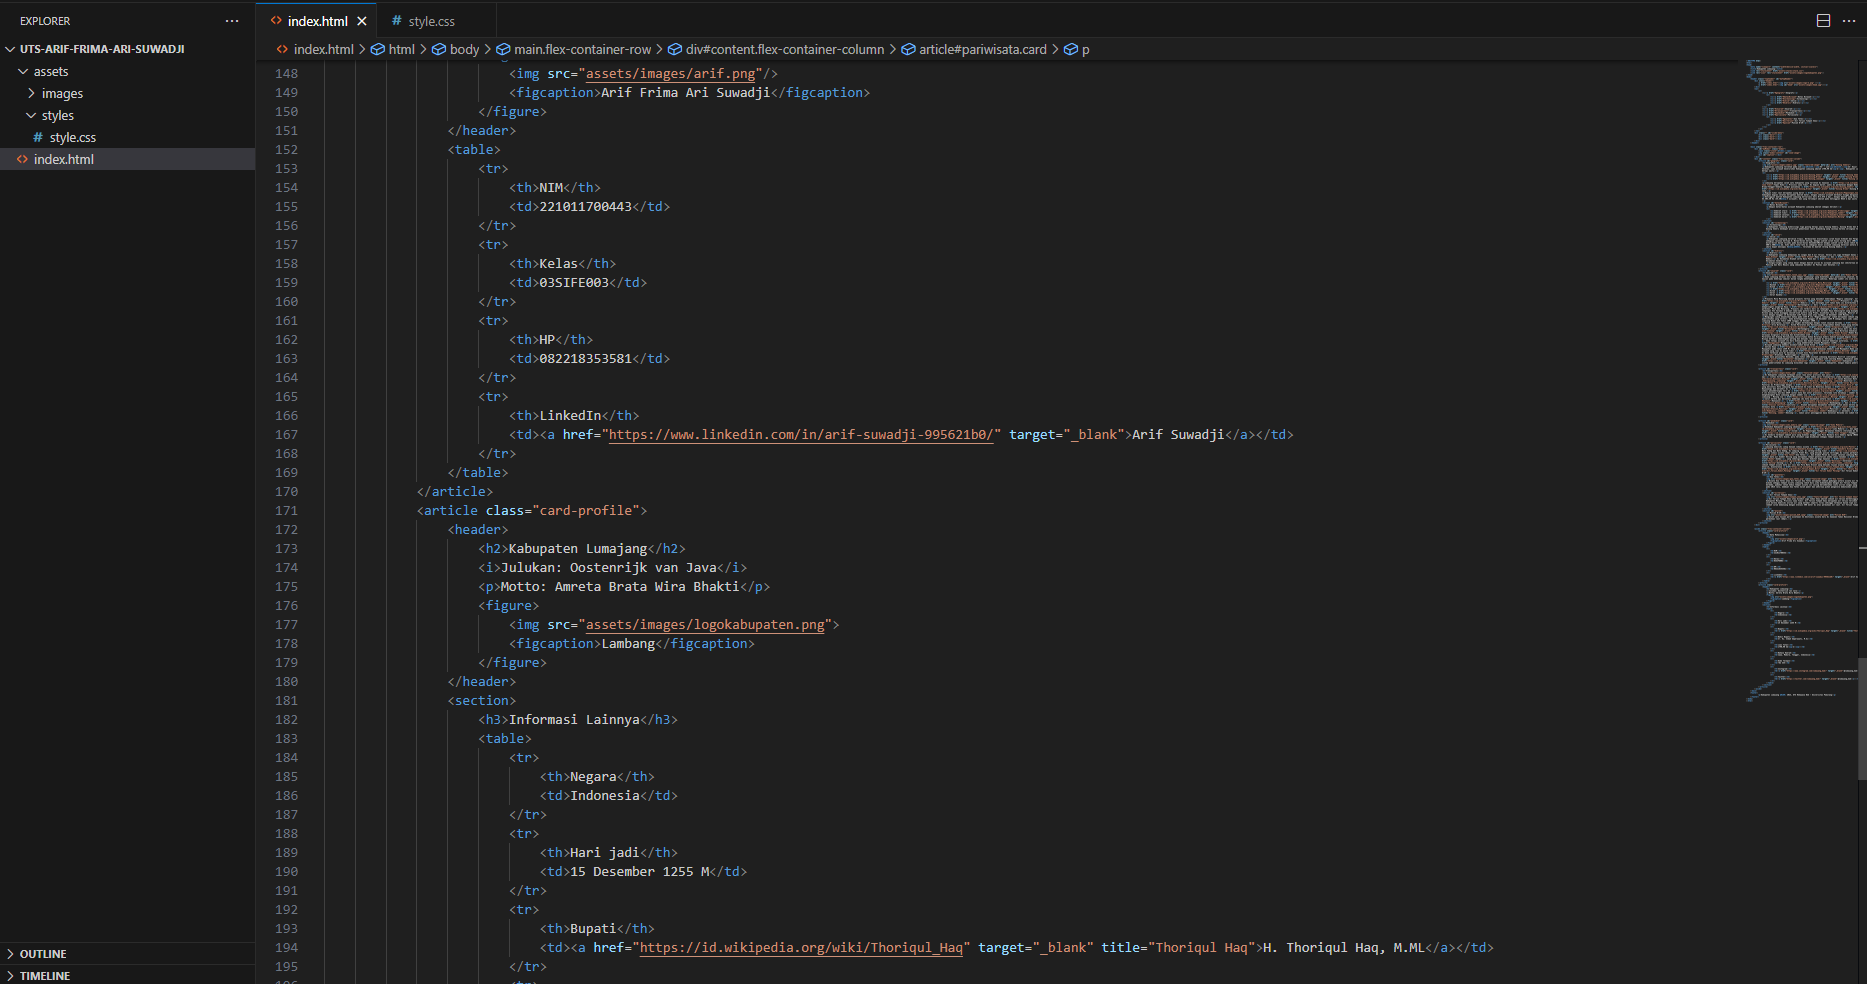 EXPLORER
UTS-ARIF-FRIMA-ARI-SUWADJI
assets
images
styles
# style.css
<> index.html
OUTLINE
TIMELINE
<> index.html
# style.css
<> index.html > html > body > main.flex-container-row > div#content.flex-container-column > article#pariwisata.card > p
148 <img src="assets/images/arif.png"/>
149 <figcaption>Arif Frima Ari Suwadji</figcaption>
150 </figure>
151 </header>
152 <table>
153 <tr>
154 <th>NIM</th>
155 <td>221011700443</td>
156 </tr>
157 <tr>
158 <th>Kelas</th>
159 <td>03SIFE003</td>
160 </tr>
161 <tr>
162 <th>HP</th>
163 <td>082218353581</td>
164 </tr>
165 <tr>
166 <th>LinkedIn</th>
167 <td><a href="https://www.linkedin.com/in/arif-suwadji-995621b0/" target="_blank">Arif Suwadji</a></td>
168 </tr>
169 </table>
170 </article>
171 <article class="card-profile">
172 <header>
173 <h2>Kabupaten Lumajang</h2>
174 <i>Julukan: Oostenrijk van Java</i>
175 <p>Motto: Amreta Brata Wira Bhakti</p>
176 <figure>
177 <img src="assets/images/logokabupaten.png">
178 <figcaption>Lambang</figcaption>
179 </figure>
180 </header>
181 <section>
182 <h3>Informasi Lainnya</h3>
183 <table>
184 <tr>
185 <th>Negara</th>
186 <td>Indonesia</td>
187 </tr>
188 <tr>
189 <th>Hari jadi</th>
190 <td>15 Desember 1255 M</td>
191 </tr>
192 <tr>
193 <th>Bupati</th>
194 <td><a href="https://id.wikipedia.org/wiki/Thoriqul_Haq" target="_blank" title="Thoriqul Haq">H. Thoriqul Haq, M.ML</a></td>
195 </tr>